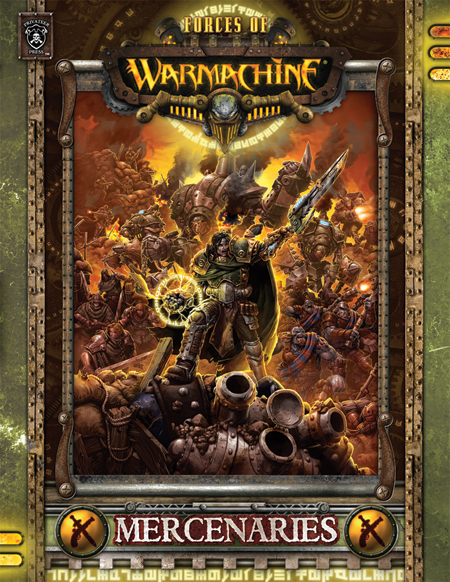 PRIVATEER
PRESS
FORCES OF
WARMACHINE
MERCENARIES